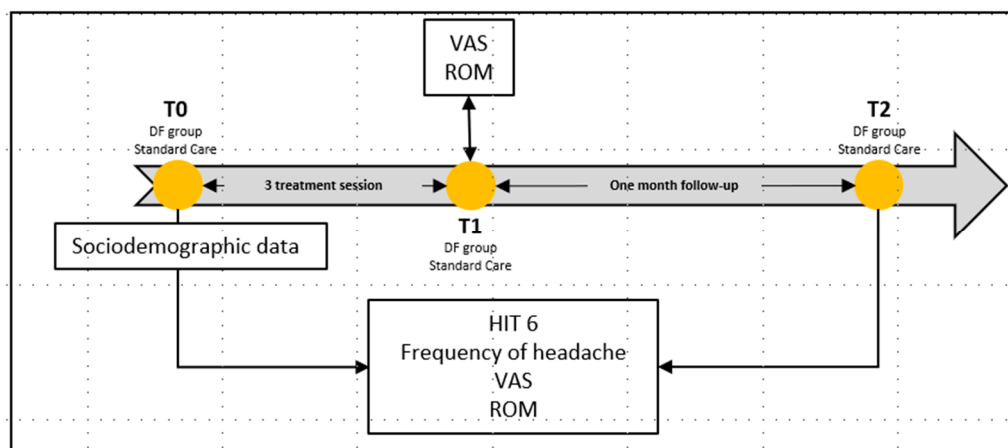 VAS
ROM
T0
DF group
Standard Care
T2
DF group
Standard Care
3 treatment session
One month follow-up
T1
DF group
Standard Care
Sociodemographic data
HIT 6
Frequency of headache
VAS
ROM